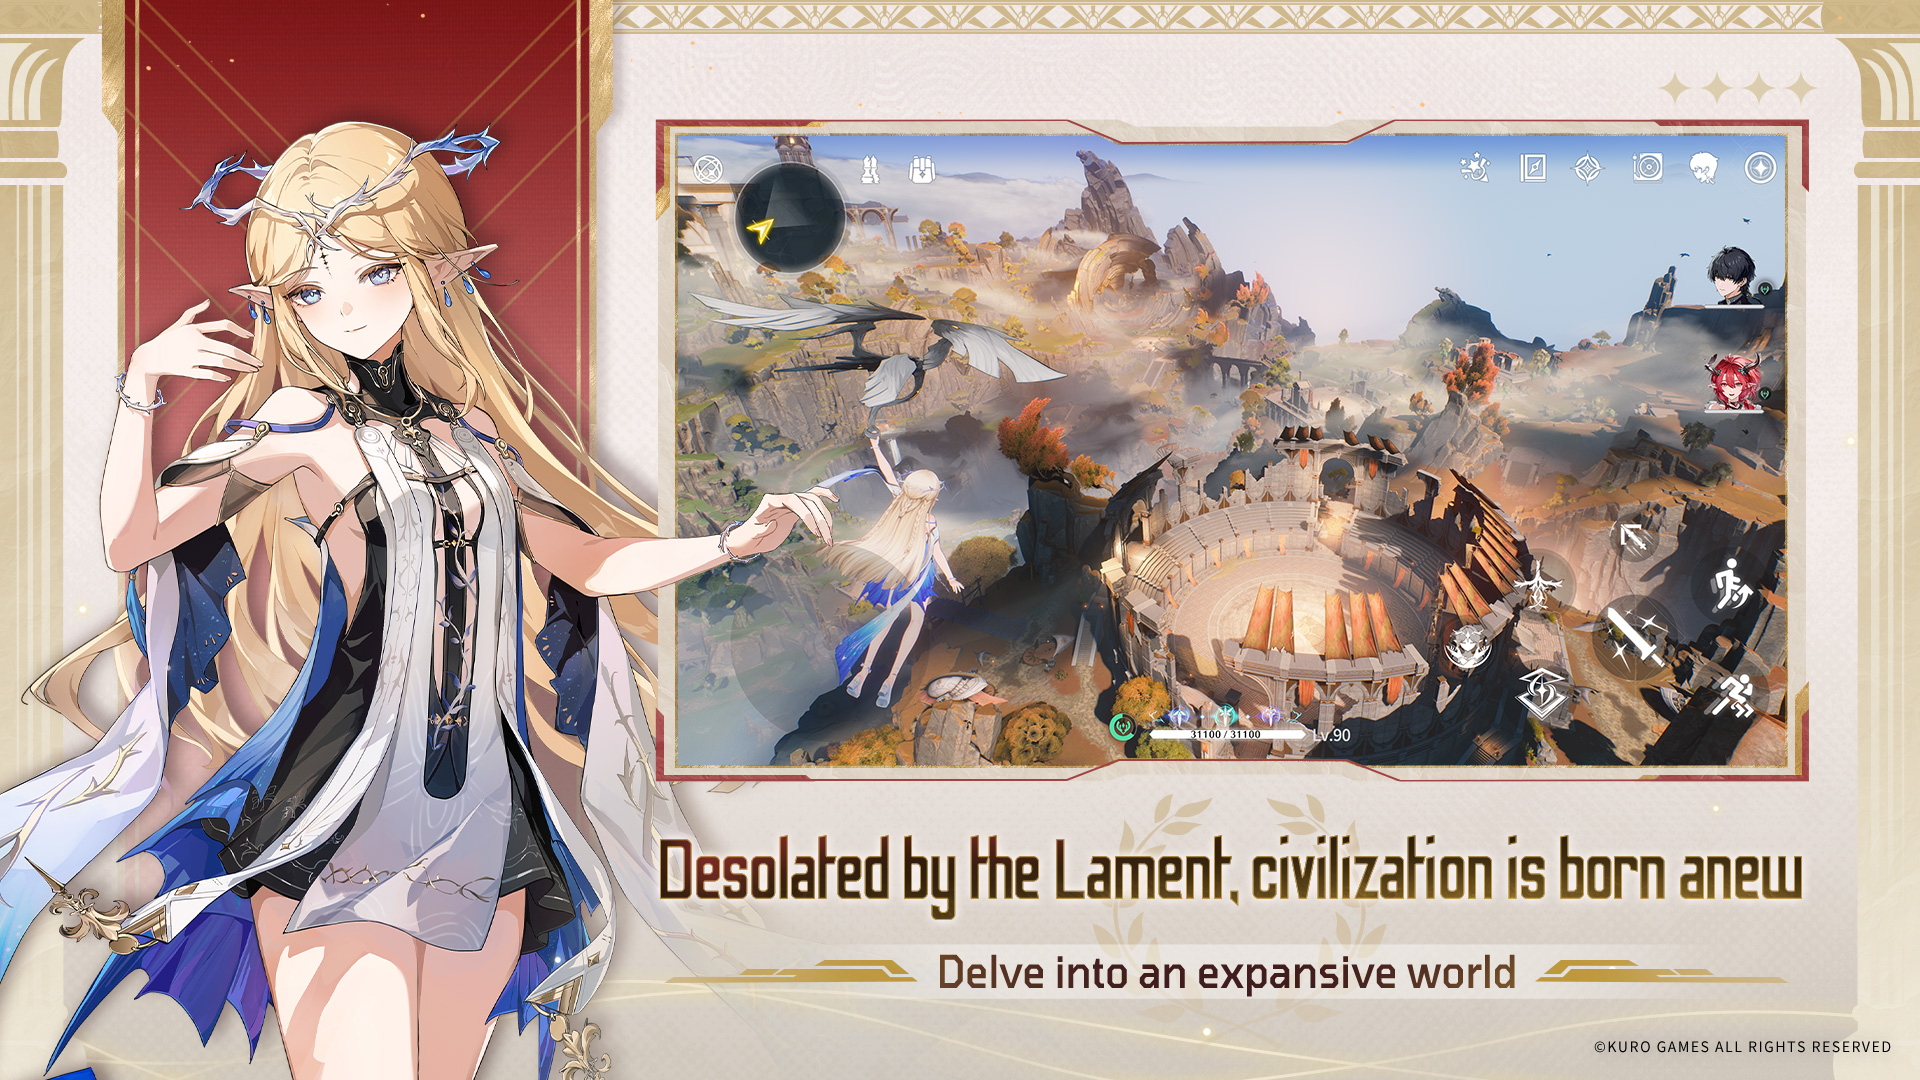 31100 / 31100
Lv.90
Desolated by the Lament, civilization is born anew
Delve into an expansive world
©KURO GAMES ALL RIGHTS RESERVED